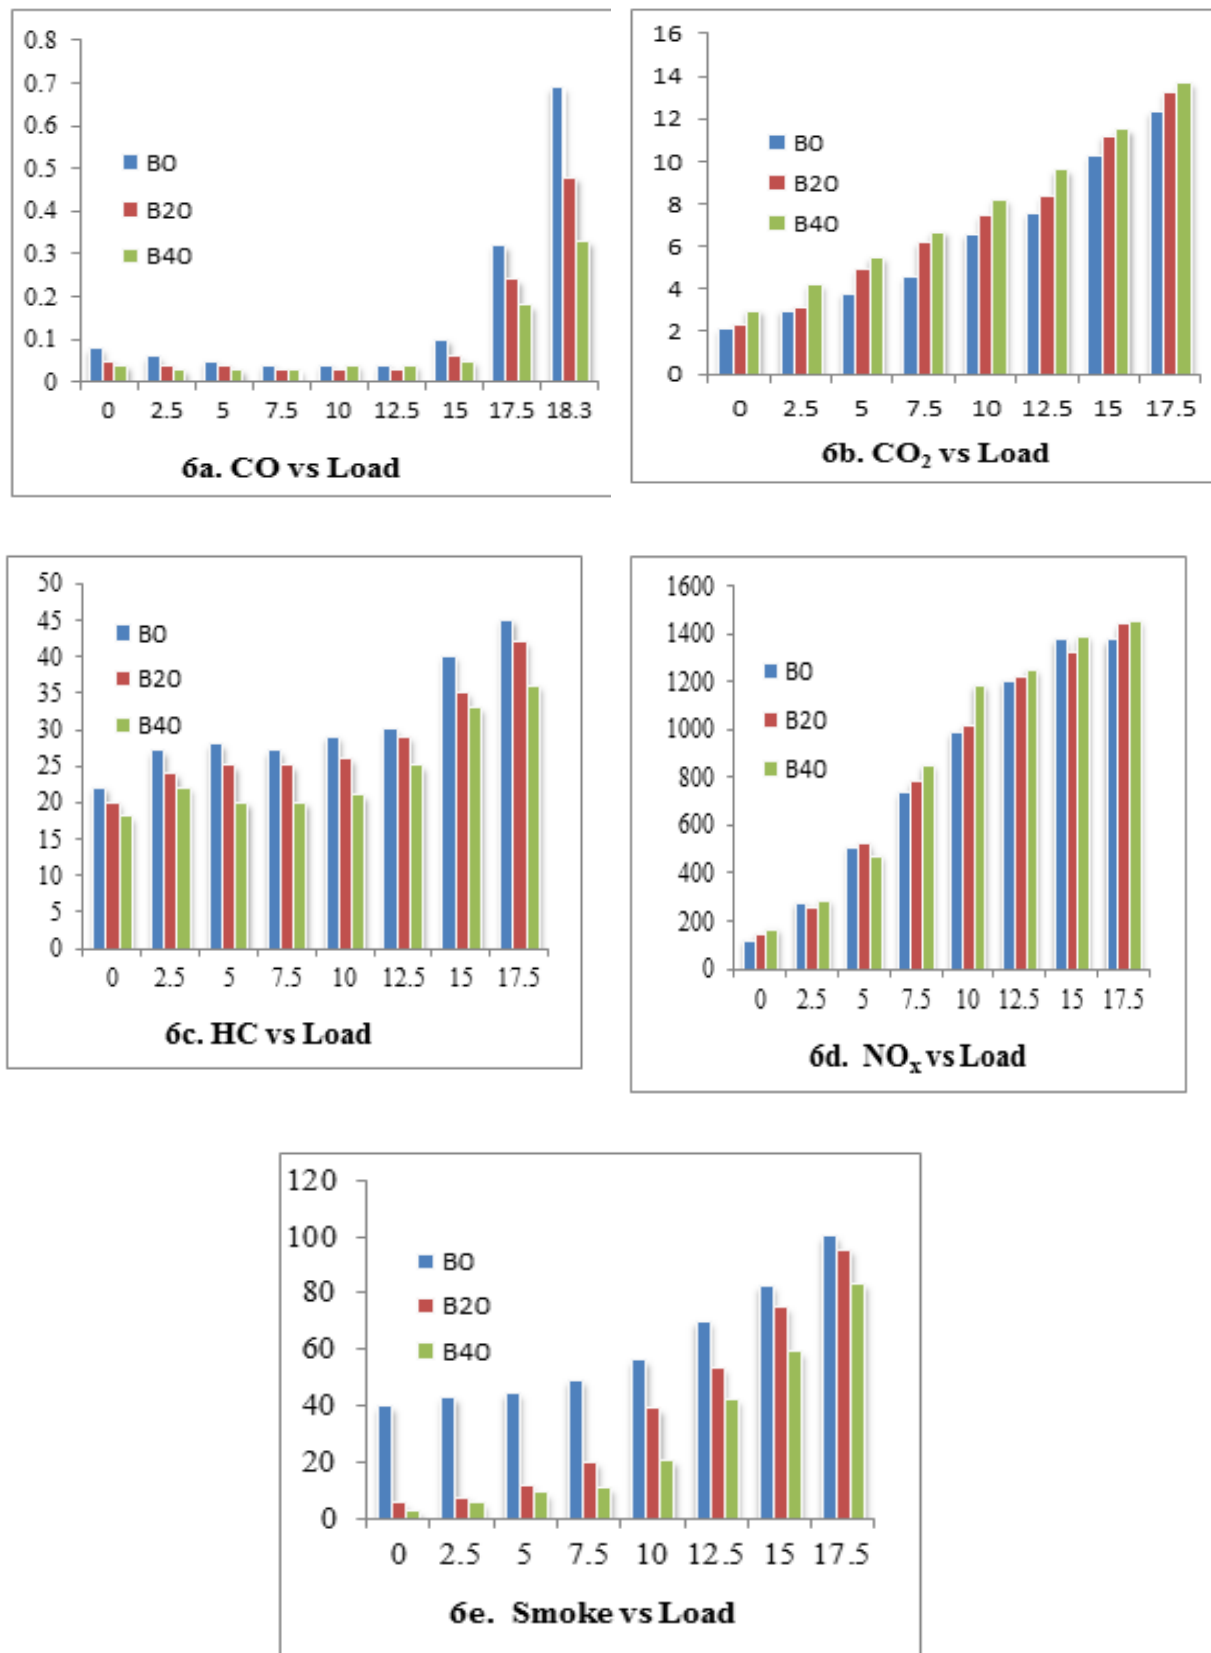 0.8
0.7
0.6
0.5
0.4
0.3
0.2
0.1
0
B0
B20
B40
0 2.5 5 7.5 10 12.5 15 17.5 18.3
6a. CO vs Load
16
14
12
10
8
6
4
2
0
B0
B20
B40
0 2.5 5 7.5 10 12.5 15 17.5
6b. CO₂ vs Load
50
45
40
35
30
25
20
15
10
5
0
B0
B20
B40
0 2.5 5 7.5 10 12.5 15 17.5
6c. HC vs Load
1600
1400
1200
1000
800
600
400
200
0
B0
B20
B40
0 2.5 5 7.5 10 12.5 15 17.5
6d. NOₓ vs Load
120
100
80
60
40
20
0
B0
B20
B40
0 2.5 5 7.5 10 12.5 15 17.5
6e. Smoke vs Load